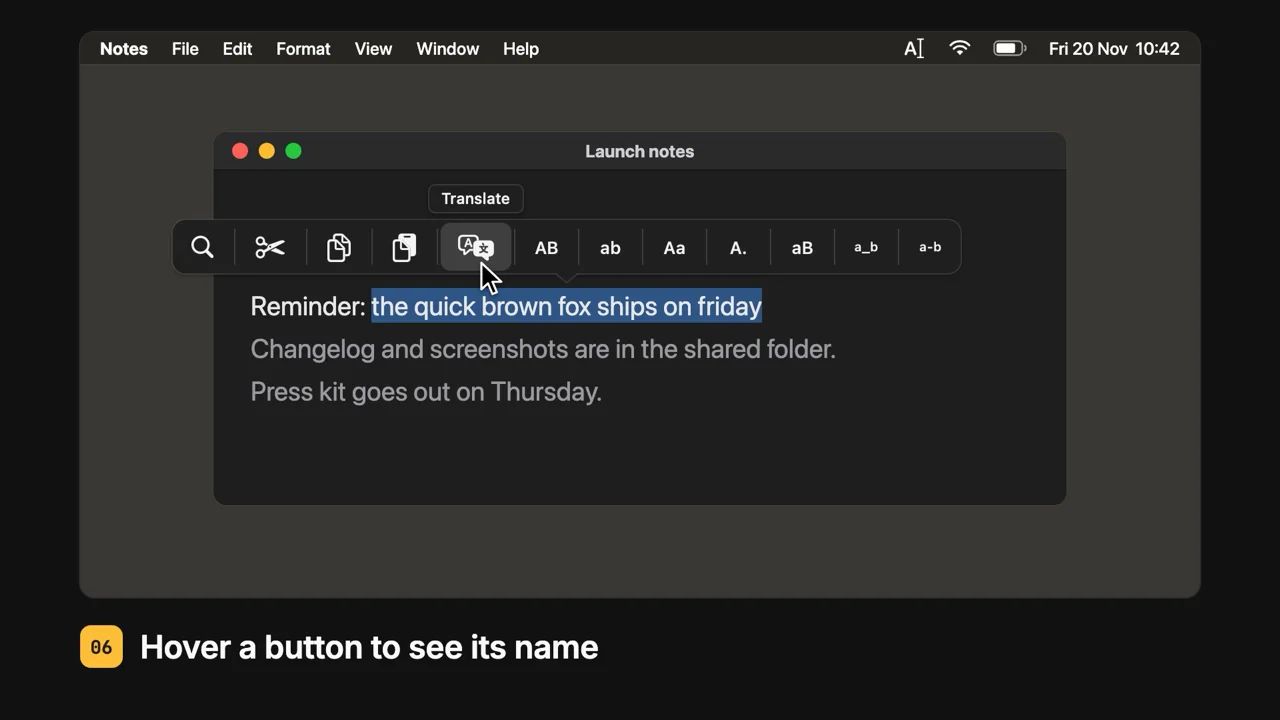 Notes File Edit Format View Window Help Fri 20 Nov 10:42
Launch notes
Translate
AB ab Aa A. aB a_b a-b
Reminder: the quick brown fox ships on friday
Changelog and screenshots are in the shared folder.
Press kit goes out on Thursday.
06 Hover a button to see its name